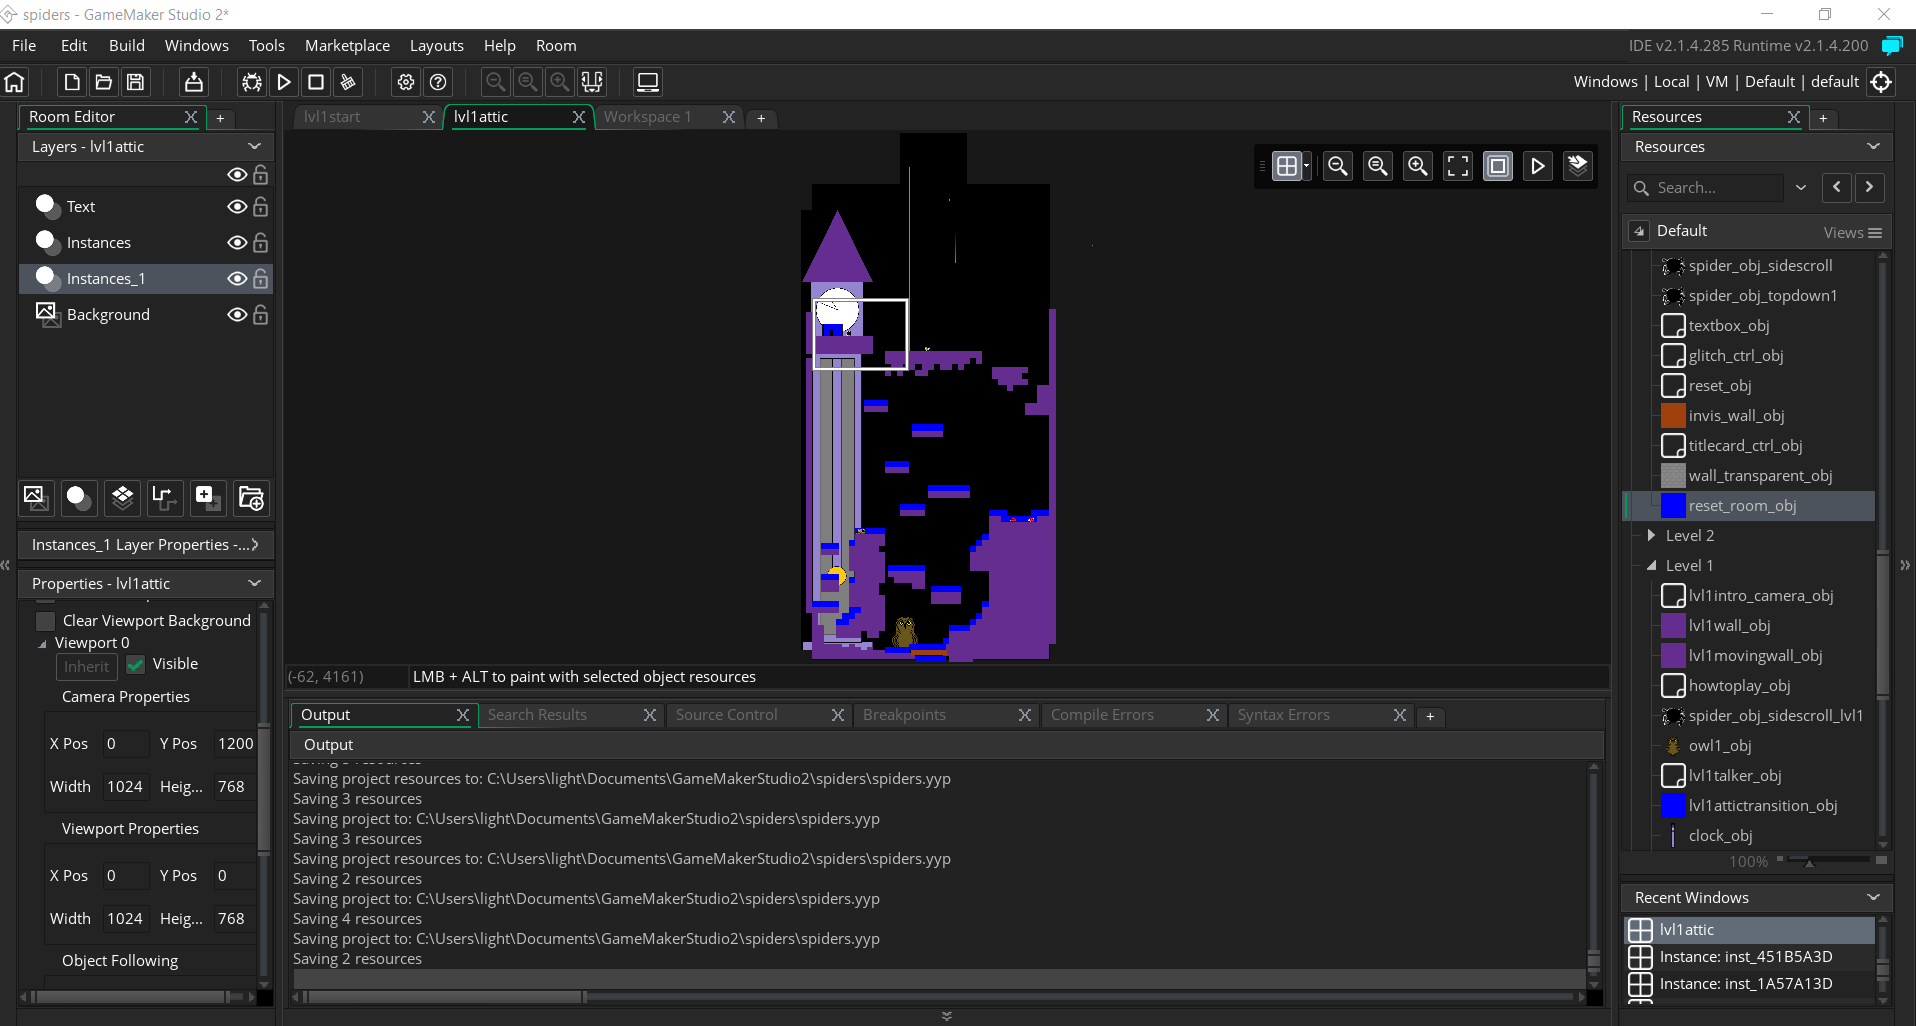 spiders - GameMaker Studio 2*
File Edit Build Windows Tools Marketplace Layouts Help Room
IDE v2.1.4.285 Runtime v2.1.4.200
Windows | Local | VM | Default | default
Room Editor
Layers - lvl1attic
Text
Instances
Instances_1
Background
Instances_1 Layer Properties -...
Properties - lvl1attic
Clear Viewport Background
Viewport 0
Inherit Visible
Camera Properties
X Pos 0 Y Pos 1200
Width 1024 Heig... 768
Viewport Properties
X Pos 0 Y Pos 0
Width 1024 Heig... 768
Object Following
lvl1start lvl1attic Workspace 1
(-62, 4161) LMB + ALT to paint with selected object resources
Output Search Results Source Control Breakpoints Compile Errors Syntax Errors
Output
Saving project resources to: C:\Users\light\Documents\GameMakerStudio2\spiders\spiders.yyp
Saving 3 resources
Saving project to: C:\Users\light\Documents\GameMakerStudio2\spiders\spiders.yyp
Saving 3 resources
Saving project resources to: C:\Users\light\Documents\GameMakerStudio2\spiders\spiders.yyp
Saving 2 resources
Saving project to: C:\Users\light\Documents\GameMakerStudio2\spiders\spiders.yyp
Saving 4 resources
Saving project to: C:\Users\light\Documents\GameMakerStudio2\spiders\spiders.yyp
Saving 2 resources
Resources
Resources
Search...
Default Views
spider_obj_sidescroll
spider_obj_topdown1
textbox_obj
glitch_ctrl_obj
reset_obj
invis_wall_obj
titlecard_ctrl_obj
wall_transparent_obj
reset_room_obj
Level 2
Level 1
lvl1intro_camera_obj
lvl1wall_obj
lvl1movingwall_obj
howtoplay_obj
spider_obj_sidescroll_lvl1
owl1_obj
lvl1talker_obj
lvl1attictransition_obj
clock_obj
100%
Recent Windows
lvl1attic
Instance: inst_451B5A3D
Instance: inst_1A57A13D